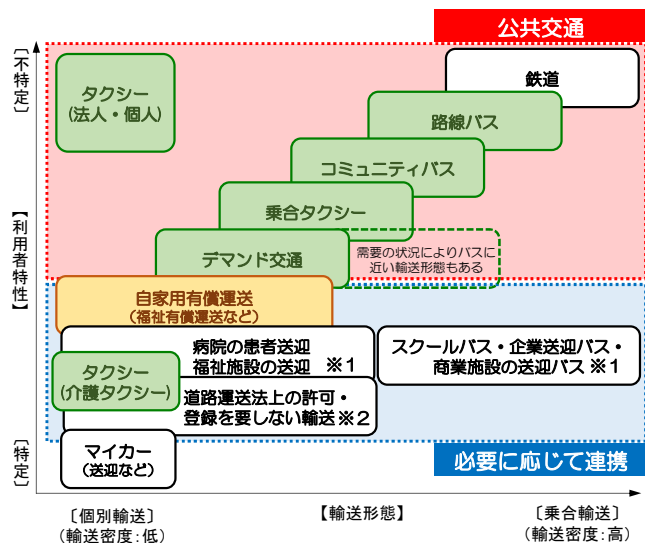 公共交通
〔不特定〕
鉄道
タクシー
(法人・個人)
路線バス
コミュニティバス
乗合タクシー
デマンド交通
需要の状況によりバスに
近い輸送形態もある
【利用者特性】
自家用有償運送
(福祉有償運送など)
病院の患者送迎
福祉施設の送迎 ※1
スクールバス・企業送迎バス・
商業施設の送迎バス※1
タクシー
(介護タクシー)
道路運送法上の許可・
登録を要しない輸送※2
〔特定〕
マイカー
(送迎など)
必要に応じて連携
〔個別輸送〕
(輸送密度:低)
【輸送形態】
〔乗合輸送〕
(輸送密度:高)